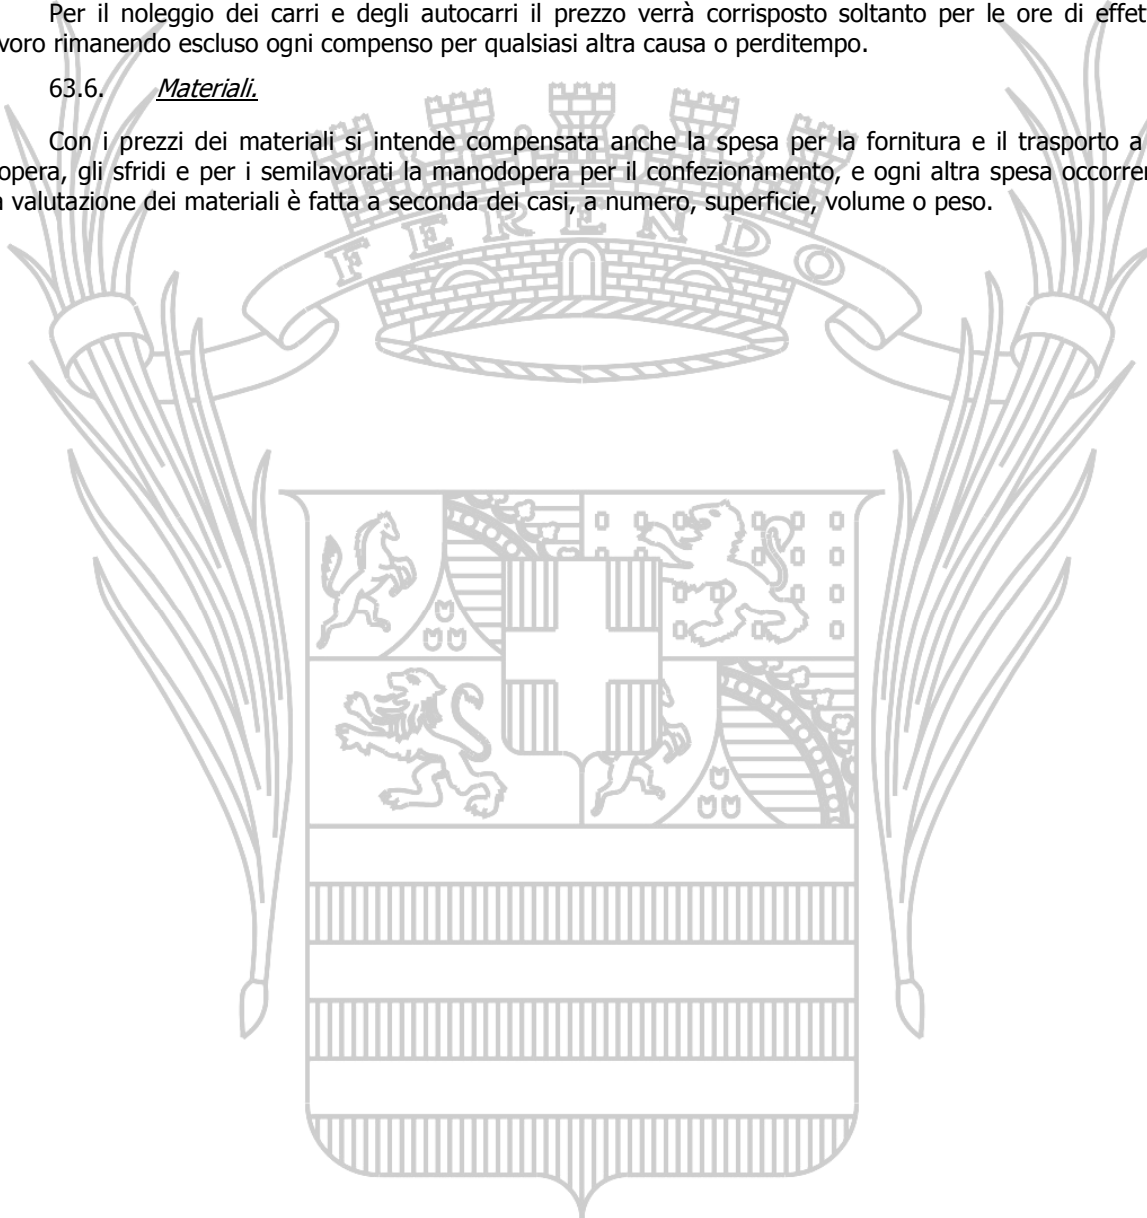 Per il noleggio dei carri e degli autocarri il prezzo verrà corrisposto soltanto per le ore di effet
voro rimanendo escluso ogni compenso per qualsiasi altra causa o perditempo.
63.6. Materiali.
Con i prezzi dei materiali si intende compensata anche la spesa per la fornitura e il trasporto a
opera, gli sfridi e per i semilavorati la manodopera per il confezionamento, e ogni altra spesa occorren
valutazione dei materiali è fatta a seconda dei casi, a numero, superficie, volume o peso.
FERENDO